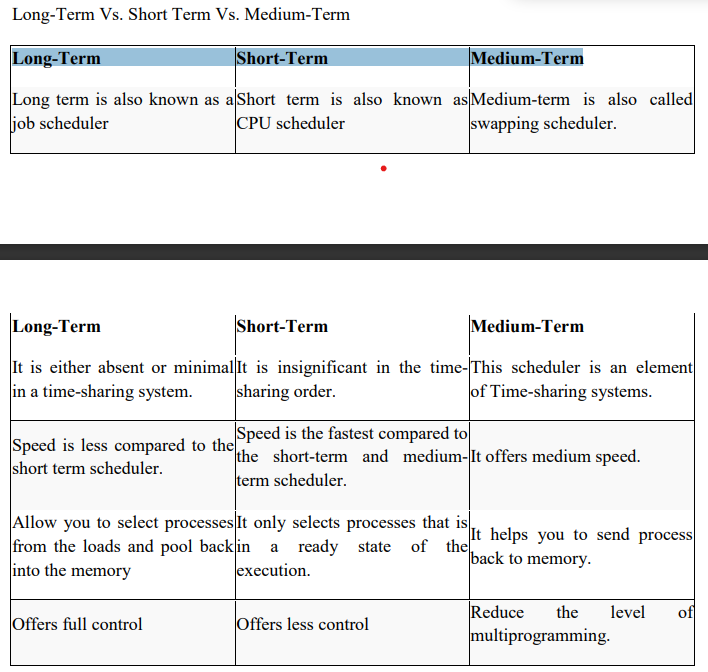 Long-Term Vs. Short Term Vs. Medium-Term
Long-Term
Short-Term
Medium-Term
Long term is also known as a
job scheduler
Short term is also known as
CPU scheduler
Medium-term is also called
swapping scheduler.
Long-Term
Short-Term
Medium-Term
It is either absent or minimal
in a time-sharing system.
It is insignificant in the time-
sharing order.
This scheduler is an element
of Time-sharing systems.
Speed is less compared to the
short term scheduler.
Speed is the fastest compared to
the short-term and medium-
term scheduler.
It offers medium speed.
Allow you to select processes
from the loads and pool back
into the memory
It only selects processes that is
in a ready state of the
execution.
It helps you to send process
back to memory.
Offers full control
Offers less control
Reduce the level of
multiprogramming.